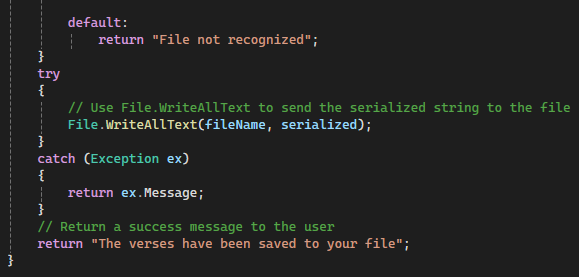 default:
return "File not recognized";
}
try
{
// Use File.WriteAllText to send the serialized string to the file
File.WriteAllText(fileName, serialized);
}
catch (Exception ex)
{
return ex.Message;
}
// Return a success message to the user
return "The verses have been saved to your file";
}